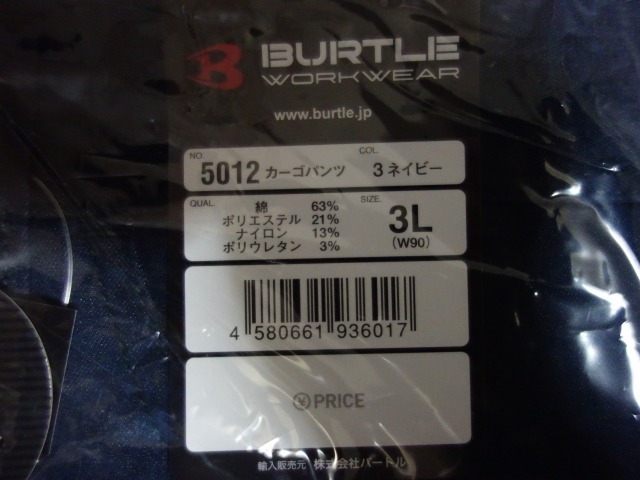 BURTLE
WORKWEAR
www.burtle.jp
NO. 5012 カーゴパンツ COL. 3 ネイビー
QUAL. 綿 63%
ポリエステル 21%
ナイロン 13%
ポリウレタン 3%
SIZE. 3L
(W90)
4 580661 936017
¥ PRICE
輸入販売元 株式会社バートル